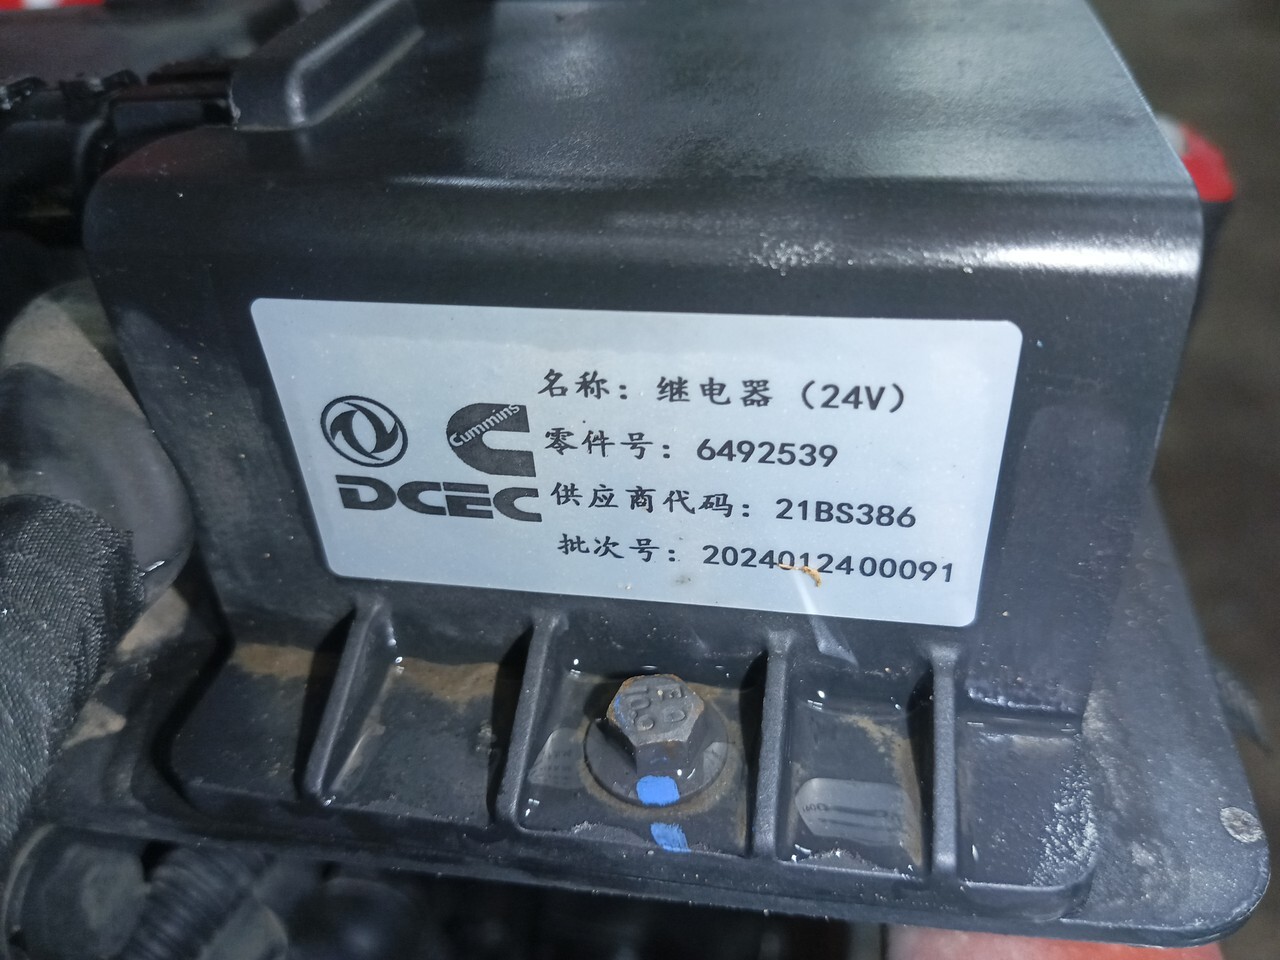 名称：继电器（24V）
Cummins
零件号：6492539
DCEC
供应商代码：21BS386
批次号：2024012400091